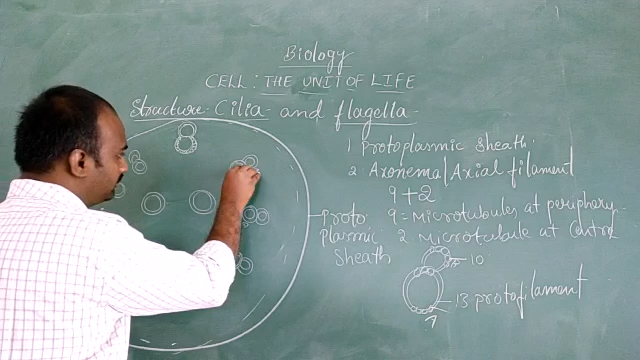 Biology
CELL: THE UNIT OF LIFE
Structure - Cilia - and flagella -
1 Protoplasmic Sheath.
2 Axonema/Axial filament
9+2
9 = Microtubules at periphery
2 Microtubule at Central
Proto
Plasmic
Sheath
10
13 protofilament